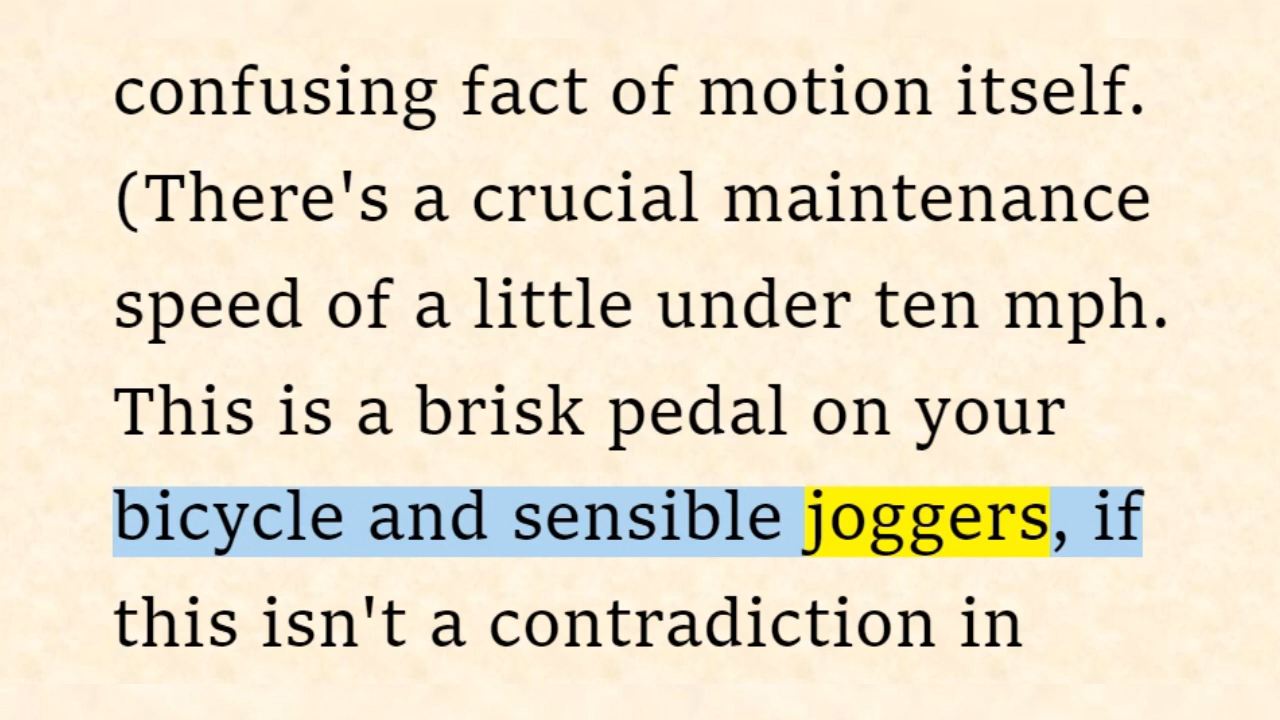 confusing fact of motion itself.
(There's a crucial maintenance
speed of a little under ten mph.
This is a brisk pedal on your
bicycle and sensible joggers, if
this isn't a contradiction in